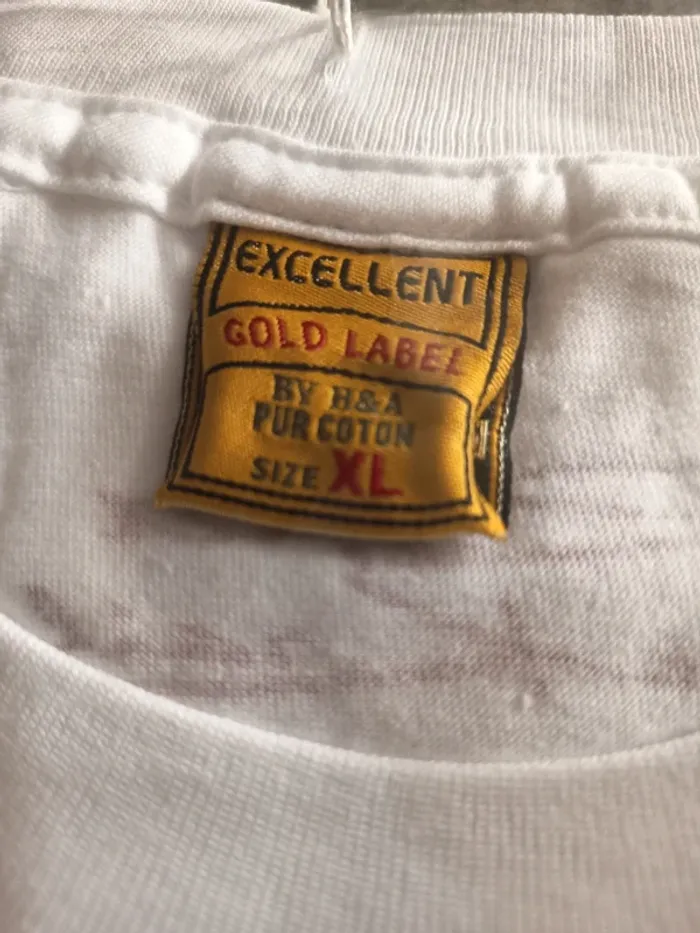 EXCELLENT
GOLD LABEL
BY H&A
PUR COTON
SIZE XL